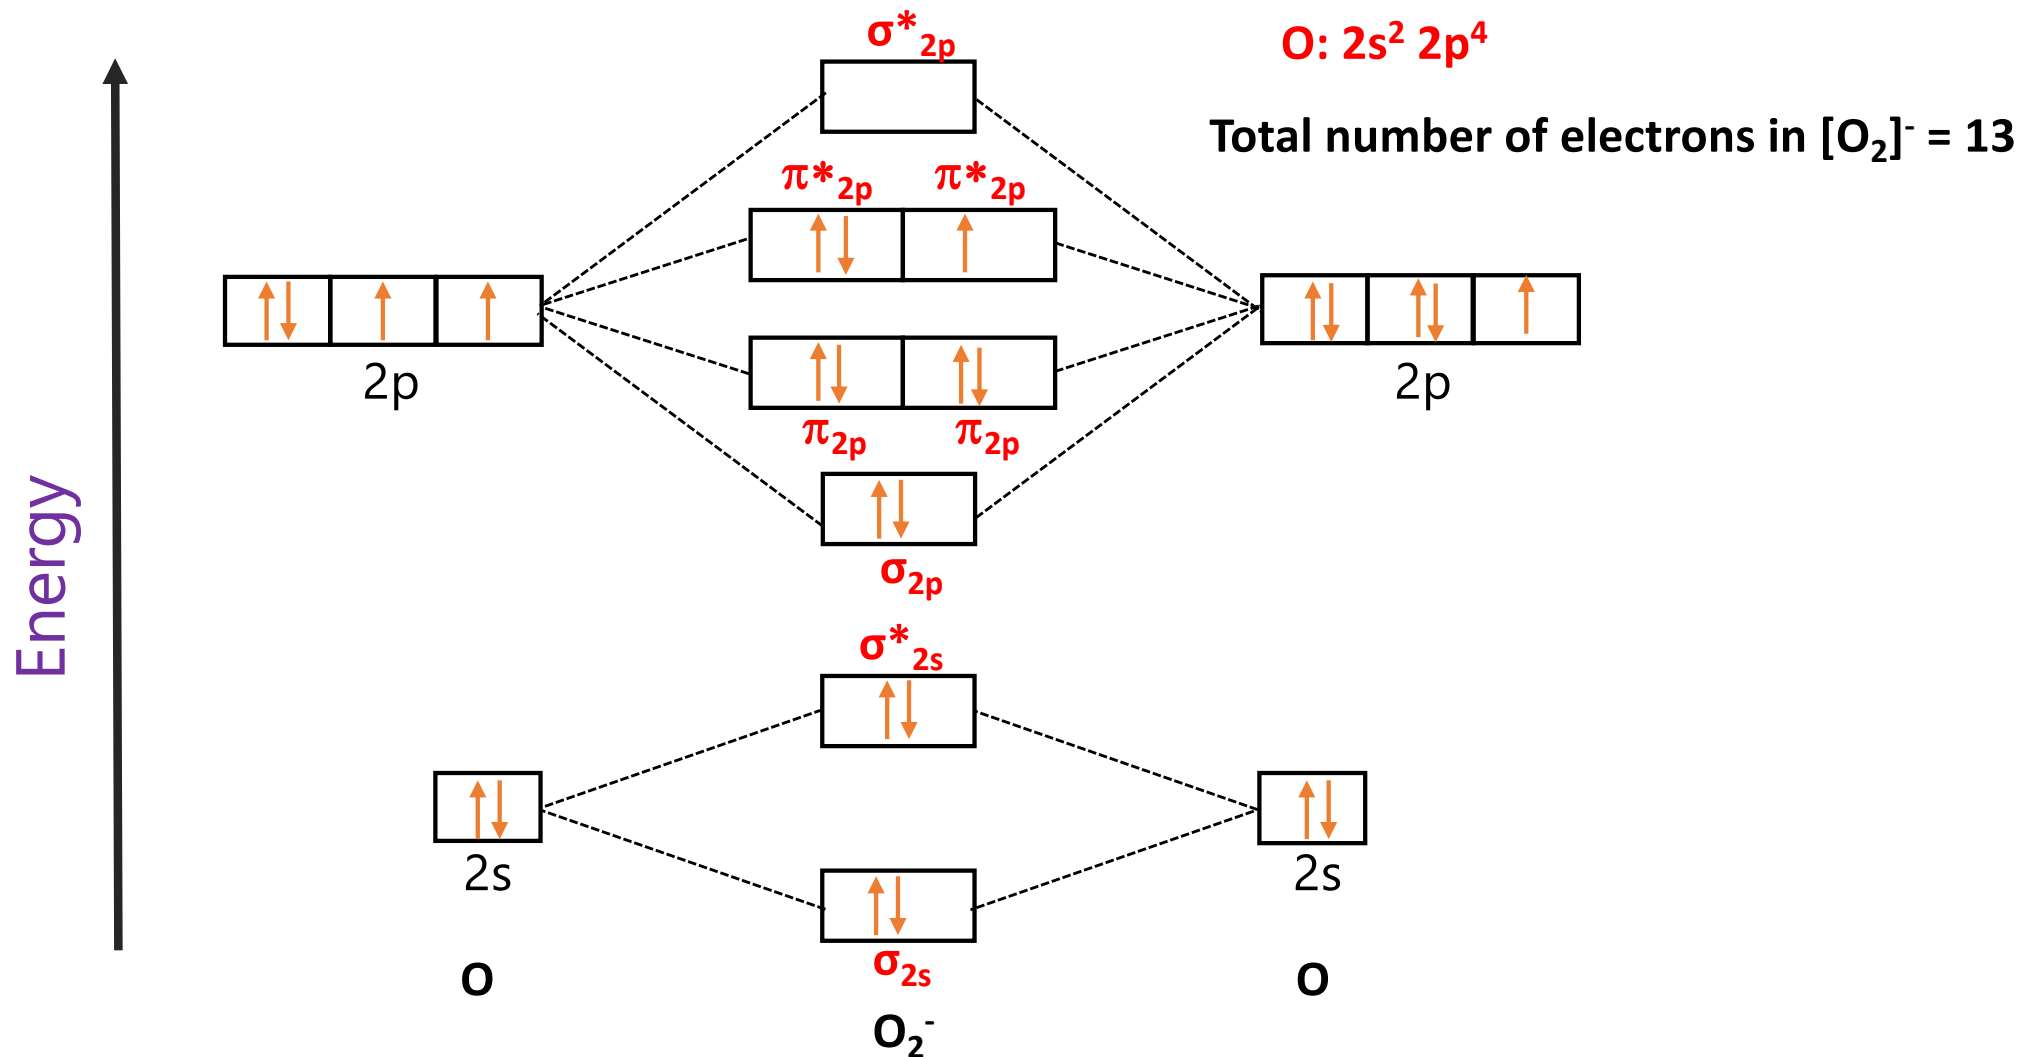 σ*2p
O: 2s² 2p⁴
Total number of electrons in [O₂]⁻ = 13
π*2p π*2p
2p
2p
π2p π2p
Energy
σ2p
σ*2s
2s
2s
σ2s
O
O
O₂⁻